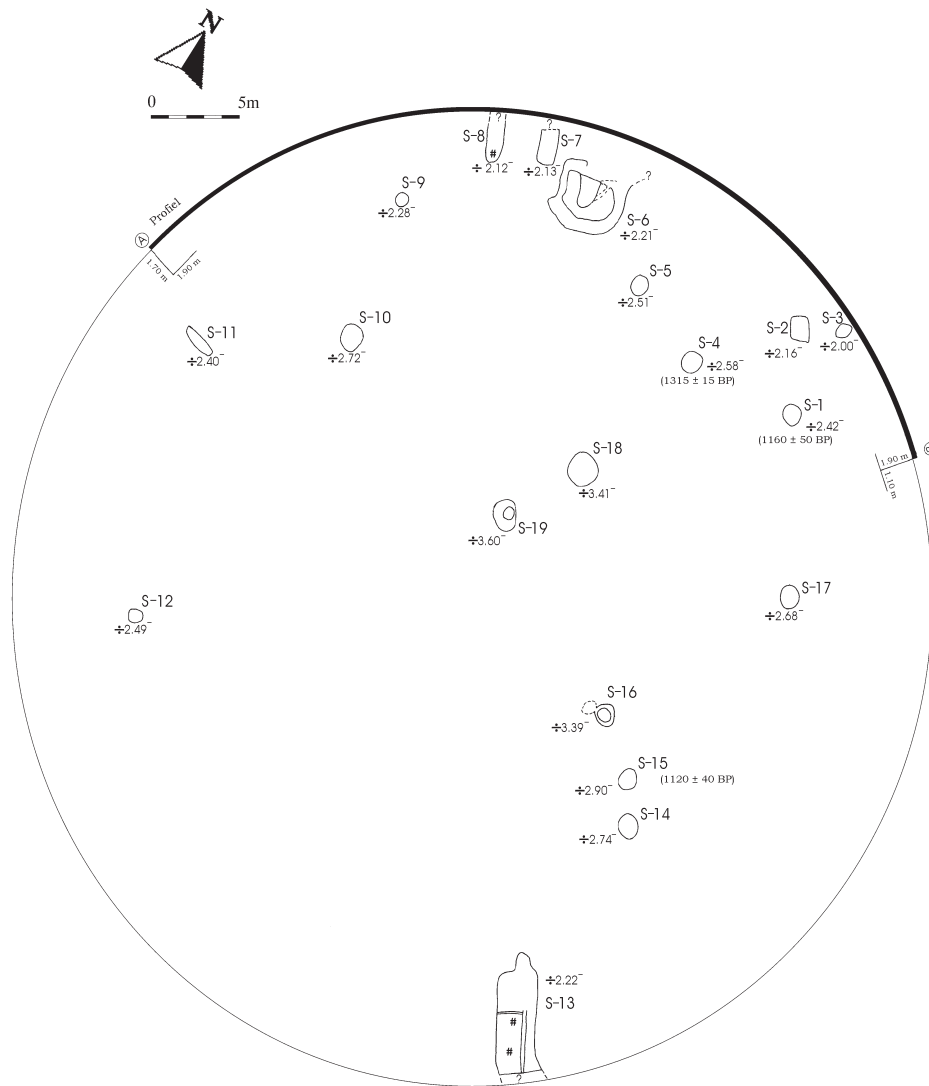 N
0 5m
S-8
?
#
÷ 2.12⁻
?
S-7
÷2.13⁻
S-9
÷2.28⁻
?
S-6
÷2.21⁻
Profiel
A
1.70 m
1.90 m
S-5
÷2.51⁻
S-11
÷2.40⁻
S-10
÷2.72⁻
S-2
÷2.16⁻
S-3
÷2.00⁻
S-4
÷2.58⁻
(1315 ± 15 BP)
S-1
÷2.42⁻
(1160 ± 50 BP)
1.90 m
1.10 m
S-18
÷3.41⁻
S-19
÷3.60⁻
S-12
÷2.49⁻
S-17
÷2.68⁻
S-16
÷3.39⁻
S-15
(1120 ± 40 BP)
÷2.90⁻
S-14
÷2.74⁻
÷2.22⁻
S-13
#
#
?